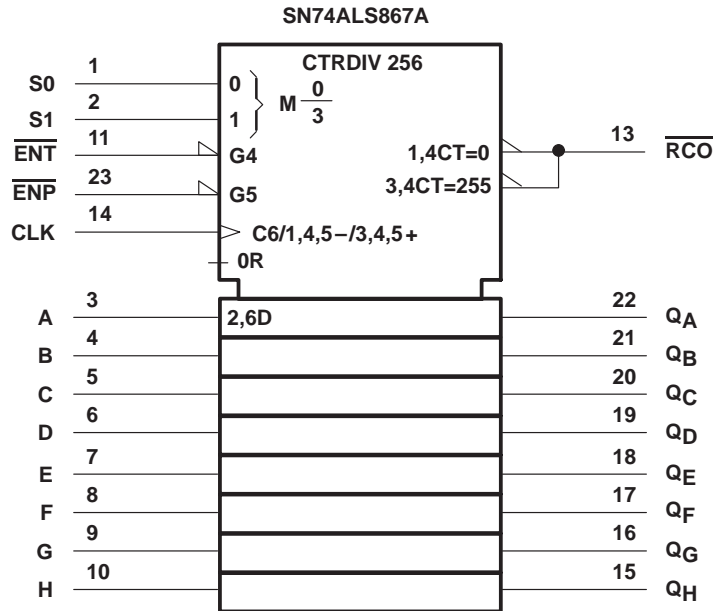 SN74ALS867A
CTRDIV 256
S0 1 0
M 0
3
S1 2 1
ENT 11 G4
ENP 23 G5
CLK 14 C6/1,4,5−/3,4,5+
0R
1,4CT=0 13 RCO
3,4CT=255
A 3 2,6D 22 QA
B 4 21 QB
C 5 20 QC
D 6 19 QD
E 7 18 QE
F 8 17 QF
G 9 16 QG
H 10 15 QH